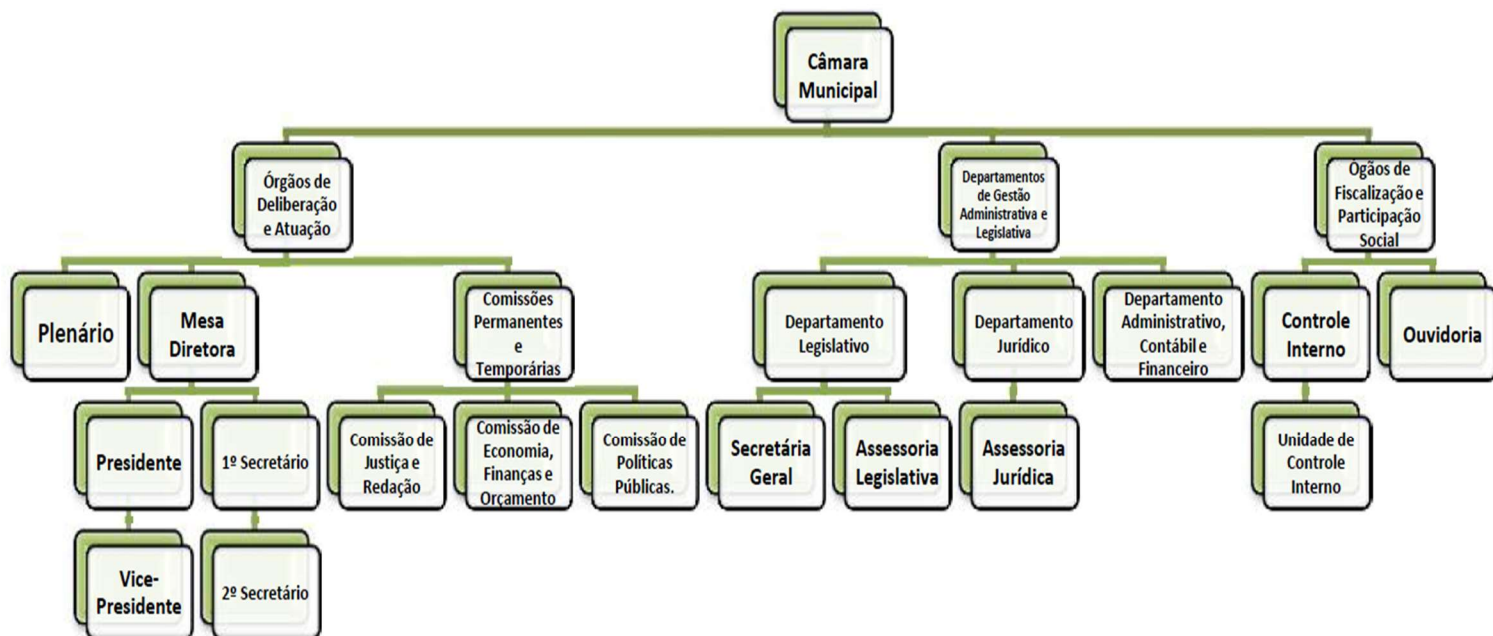 Câmara
Municipal
Órgãos de
Deliberação
e Atuação
Departamentos
de Gestão
Administrativa e
Legislativa
Ógãos de
Fiscalização e
Participação
Social
Plenário
Mesa
Diretora
Comissões
Permanentes
e
Temporárias
Departamento
Legislativo
Departamento
Jurídico
Departamento
Administrativo,
Contábil e
Financeiro
Controle
Interno
Ouvidoria
Presidente
1º Secretário
Comissão de
Justiça e
Redação
Comissão de
Economia,
Finanças e
Orçamento
Comissão de
Políticas
Públicas.
Secretária
Geral
Assessoria
Legislativa
Assessoria
Jurídica
Unidade de
Controle
Interno
Vice-
Presidente
2º Secretário